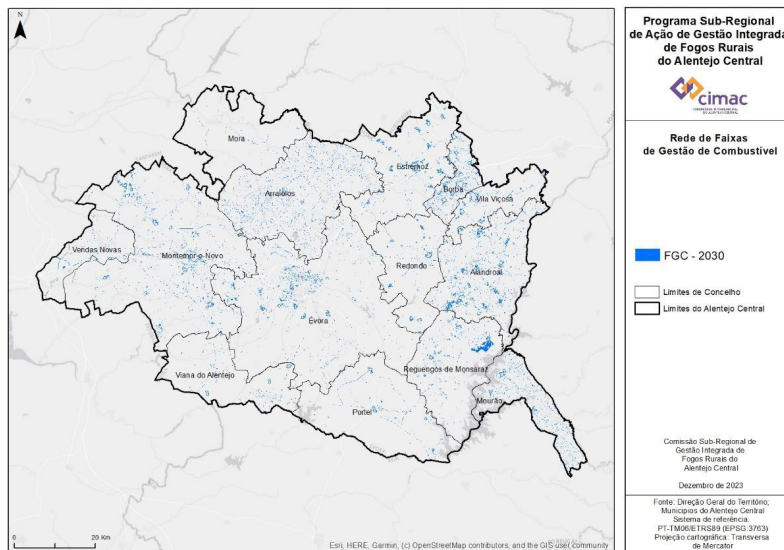 N
Mora
Estremoz
Arraiolos
Borba
Vila Viçosa
Vendas Novas
Montemor-o-Novo
Redondo
Alandroal
Évora
Viana do Alentejo
Reguengos de Monsaraz
Portel
Mourão
0 20 Km
Esri, HERE, Garmin, (c) OpenStreetMap contributors, and the GIS user community
Programa Sub-Regional
de Ação de Gestão Integrada
de Fogos Rurais
do Alentejo Central
cimac
Rede de Faixas
de Gestão de Combustível
FGC - 2030
Limites de Concelho
Limites do Alentejo Central
Comissão Sub-Regional de
Gestão Integrada de
Fogos Rurais do
Alentejo Central
Dezembro de 2023
Fonte: Direção Geral do Território;
Municípios do Alentejo Central
Sistema de referência:
PT-TM06/ETRS89 (EPSG:3763)
Projeção cartográfica: Transversa
de Mercator